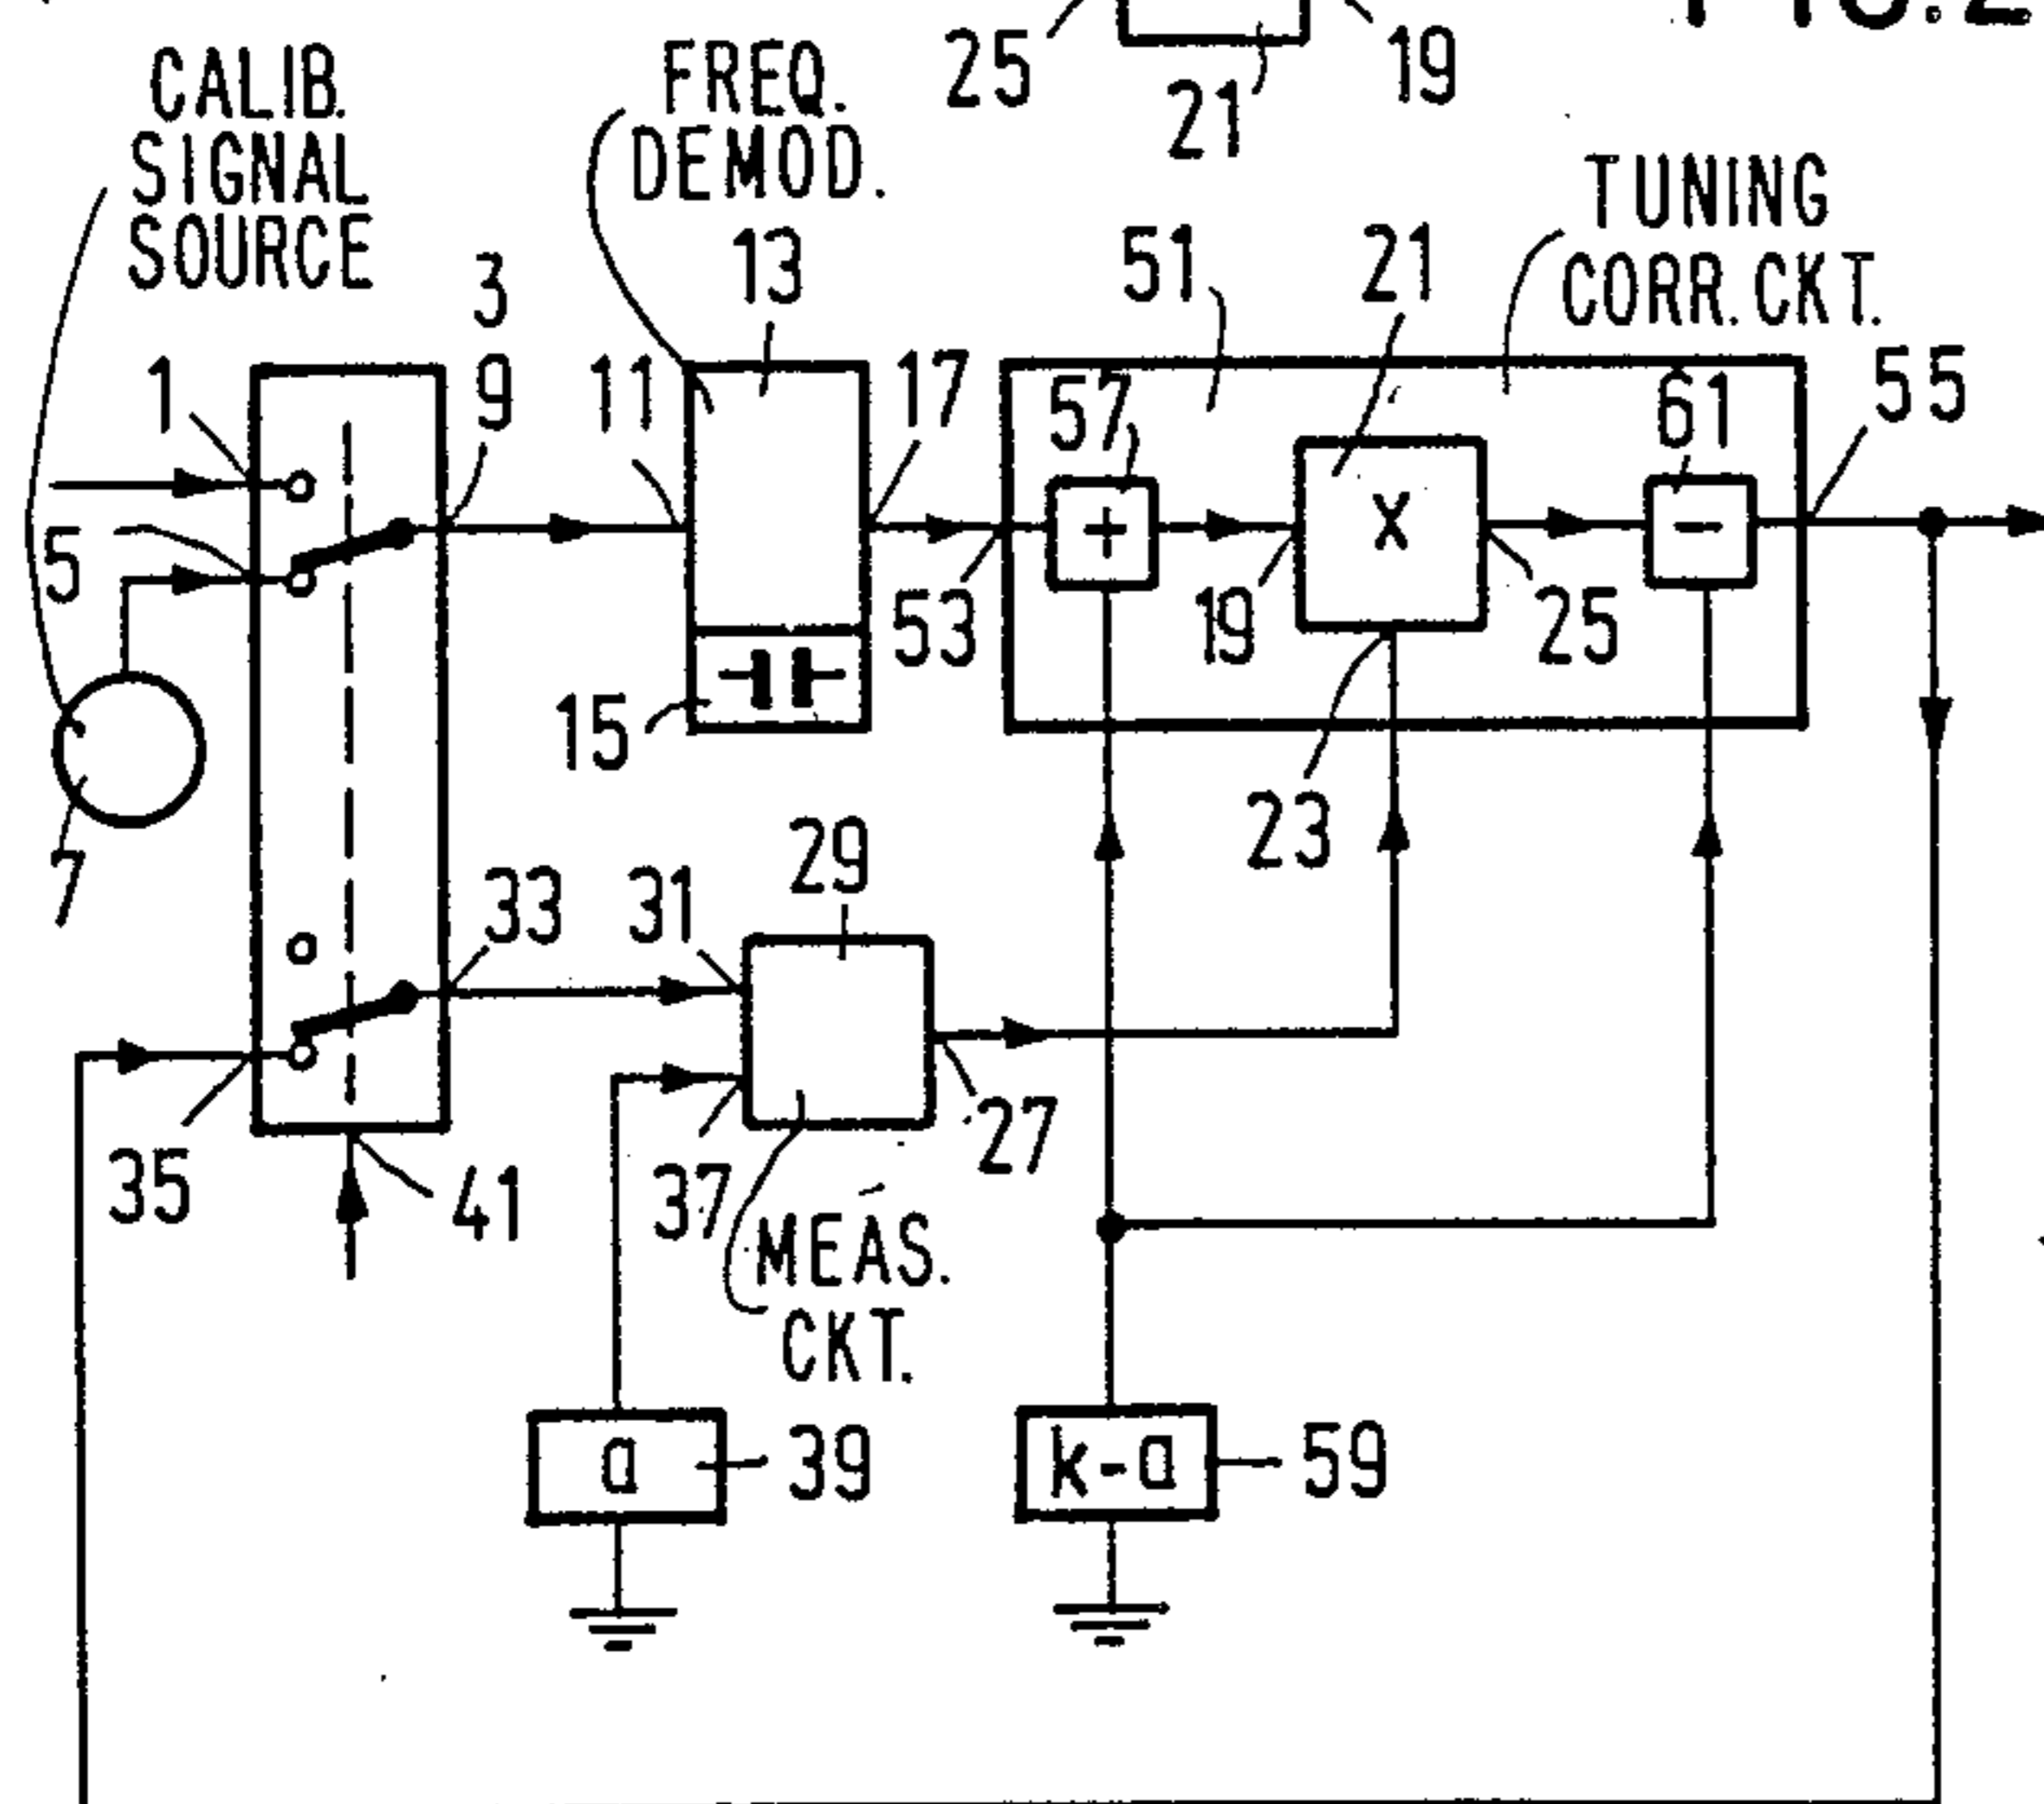 25
21
19
FIG. 2
CALIB.
SIGNAL
SOURCE
FREQ.
DEMOD.
13
TUNING
CORR. CKT.
3
9
1
5
7
11
17
15
51
21
57
61
55
+
X
-
53
19
25
23
29
33
31
35
41
37
27
MEAS.
CKT.
a
39
k-a
59